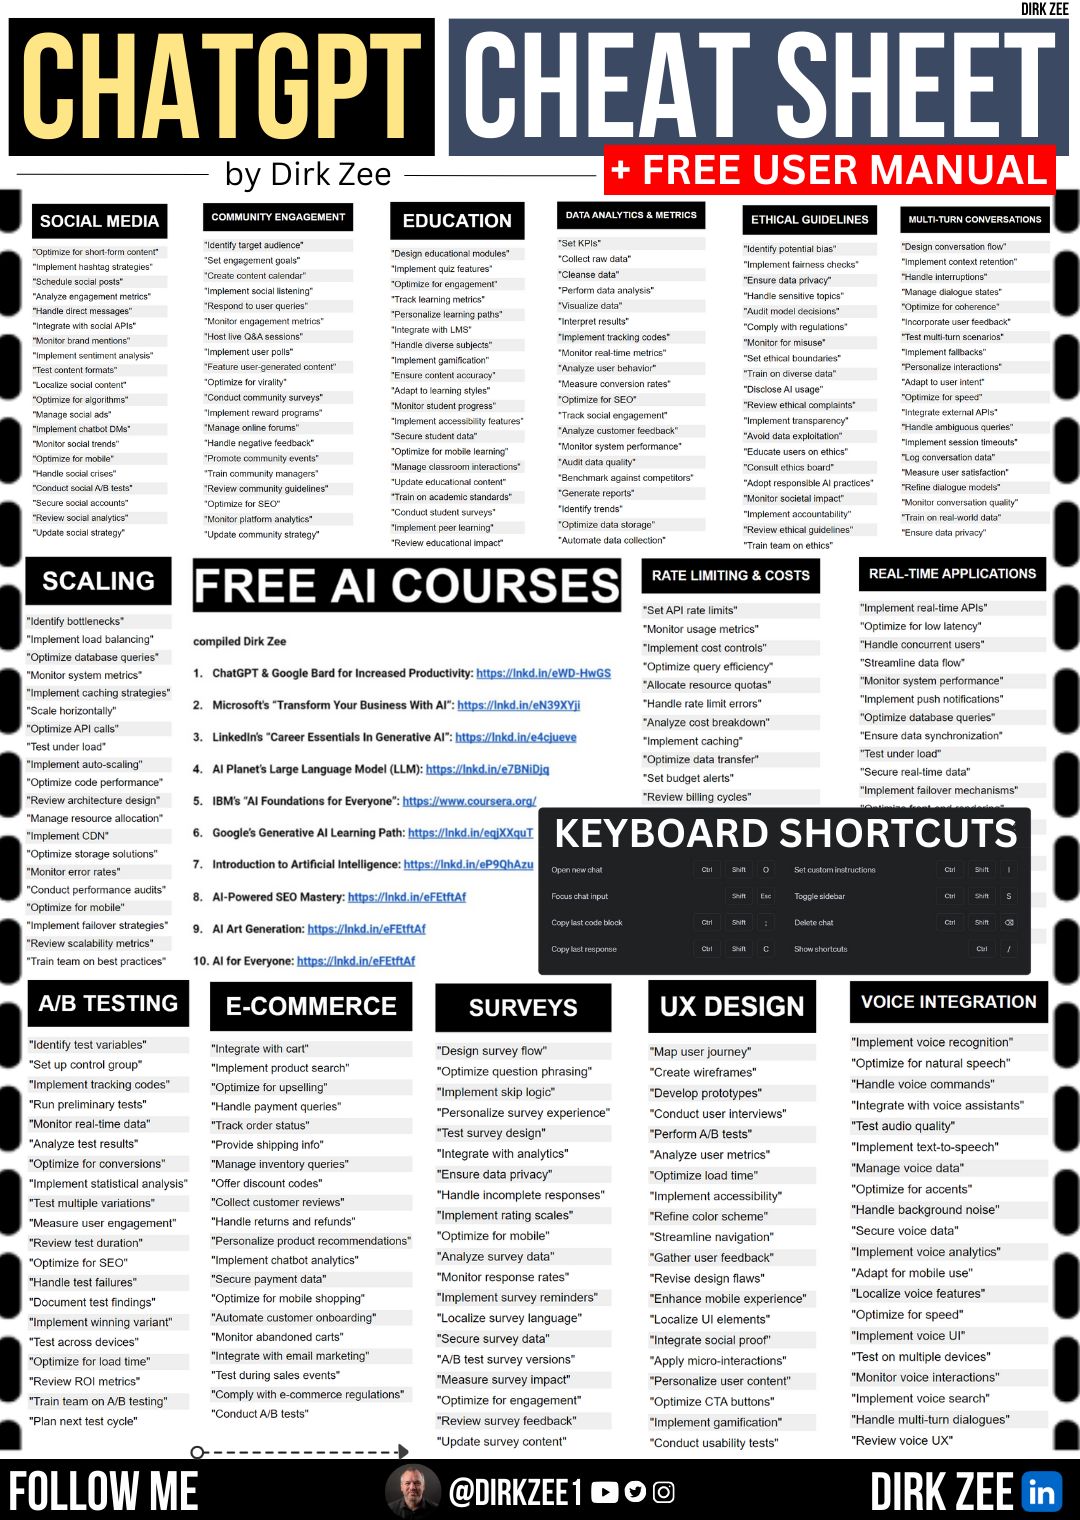 DIRK ZEE
CHATGPT CHEAT SHEET
by Dirk Zee
+ FREE USER MANUAL
SOCIAL MEDIA
"Optimize for short-form content"
"Implement hashtag strategies"
"Schedule social posts"
"Analyze engagement metrics"
"Handle direct messages"
"Integrate with social APIs"
"Monitor brand mentions"
"Implement sentiment analysis"
"Test content formats"
"Localize social content"
"Optimize for algorithms"
"Manage social ads"
"Implement chatbot DMs"
"Monitor social trends"
"Optimize for mobile"
"Handle social crises"
"Conduct social A/B tests"
"Secure social accounts"
"Review social analytics"
"Update social strategy"
COMMUNITY ENGAGEMENT
"Identify target audience"
"Set engagement goals"
"Create content calendar"
"Implement social listening"
"Respond to user queries"
"Monitor engagement metrics"
"Host live Q&A sessions"
"Implement user polls"
"Feature user-generated content"
"Optimize for virality"
"Conduct community surveys"
"Implement reward programs"
"Manage online forums"
"Handle negative feedback"
"Promote community events"
"Train community managers"
"Review community guidelines"
"Optimize for SEO"
"Monitor platform analytics"
"Update community strategy"
EDUCATION
"Design educational modules"
"Implement quiz features"
"Optimize for engagement"
"Track learning metrics"
"Personalize learning paths"
"Integrate with LMS"
"Handle diverse subjects"
"Implement gamification"
"Ensure content accuracy"
"Adapt to learning styles"
"Monitor student progress"
"Implement accessibility features"
"Secure student data"
"Optimize for mobile learning"
"Manage classroom interactions"
"Update educational content"
"Train on academic standards"
"Conduct student surveys"
"Implement peer learning"
"Review educational impact"
DATA ANALYTICS & METRICS
"Set KPIs"
"Collect raw data"
"Cleanse data"
"Perform data analysis"
"Visualize data"
"Interpret results"
"Implement tracking codes"
"Monitor real-time metrics"
"Analyze user behavior"
"Measure conversion rates"
"Optimize for SEO"
"Track social engagement"
"Analyze customer feedback"
"Monitor system performance"
"Audit data quality"
"Benchmark against competitors"
"Generate reports"
"Identify trends"
"Optimize data storage"
"Automate data collection"
ETHICAL GUIDELINES
"Identify potential bias"
"Implement fairness checks"
"Ensure data privacy"
"Handle sensitive topics"
"Audit model decisions"
"Comply with regulations"
"Monitor for misuse"
"Set ethical boundaries"
"Train on diverse data"
"Disclose AI usage"
"Review ethical complaints"
"Implement transparency"
"Avoid data exploitation"
"Educate users on ethics"
"Consult ethics board"
"Adopt responsible AI practices"
"Monitor societal impact"
"Implement accountability"
"Review ethical guidelines"
"Train team on ethics"
MULTI-TURN CONVERSATIONS
"Design conversation flow"
"Implement context retention"
"Handle interruptions"
"Manage dialogue states"
"Optimize for coherence"
"Incorporate user feedback"
"Test multi-turn scenarios"
"Implement fallbacks"
"Personalize interactions"
"Adapt to user intent"
"Optimize for speed"
"Integrate external APIs"
"Handle ambiguous queries"
"Implement session timeouts"
"Log conversation data"
"Measure user satisfaction"
"Refine dialogue models"
"Monitor conversation quality"
"Train on real-world data"
"Ensure data privacy"
SCALING
"Identify bottlenecks"
"Implement load balancing"
"Optimize database queries"
"Monitor system metrics"
"Implement caching strategies"
"Scale horizontally"
"Optimize API calls"
"Test under load"
"Implement auto-scaling"
"Optimize code performance"
"Review architecture design"
"Manage resource allocation"
"Implement CDN"
"Optimize storage solutions"
"Monitor error rates"
"Conduct performance audits"
"Optimize for mobile"
"Implement failover strategies"
"Review scalability metrics"
"Train team on best practices"
FREE AI COURSES
compiled Dirk Zee
1. ChatGPT & Google Bard for Increased Productivity: https://lnkd.in/eWD-HwGS
2. Microsoft's "Transform Your Business With AI": https://lnkd.in/eN39XYji
3. LinkedIn's "Career Essentials In Generative AI": https://lnkd.in/e4cjueve
4. AI Planet's Large Language Model (LLM): https://lnkd.in/e7BNiDjq
5. IBM's "AI Foundations for Everyone": https://www.coursera.org/
6. Google's Generative AI Learning Path: https://lnkd.in/eqjXXquT
7. Introduction to Artificial Intelligence: https://lnkd.in/eP9QhAzu
8. AI-Powered SEO Mastery: https://lnkd.in/eFEtftAf
9. AI Art Generation: https://lnkd.in/eFEtftAf
10. AI for Everyone: https://lnkd.in/eFEtftAf
RATE LIMITING & COSTS
"Set API rate limits"
"Monitor usage metrics"
"Implement cost controls"
"Optimize query efficiency"
"Allocate resource quotas"
"Handle rate limit errors"
"Analyze cost breakdown"
"Implement caching"
"Optimize data transfer"
"Set budget alerts"
"Review billing cycles"
REAL-TIME APPLICATIONS
"Implement real-time APIs"
"Optimize for low latency"
"Handle concurrent users"
"Streamline data flow"
"Monitor system performance"
"Implement push notifications"
"Optimize database queries"
"Ensure data synchronization"
"Test under load"
"Secure real-time data"
"Implement failover mechanisms"
KEYBOARD SHORTCUTS
Open new chat Ctrl Shift O
Focus chat input Shift Esc
Copy last code block Ctrl Shift ;
Copy last response Ctrl Shift C
Set custom instructions Ctrl Shift I
Toggle sidebar Ctrl Shift S
Delete chat Ctrl Shift ⌫
Show shortcuts Ctrl /
A/B TESTING
"Identify test variables"
"Set up control group"
"Implement tracking codes"
"Run preliminary tests"
"Monitor real-time data"
"Analyze test results"
"Optimize for conversions"
"Implement statistical analysis"
"Test multiple variations"
"Measure user engagement"
"Review test duration"
"Optimize for SEO"
"Handle test failures"
"Document test findings"
"Implement winning variant"
"Test across devices"
"Optimize for load time"
"Review ROI metrics"
"Train team on A/B testing"
"Plan next test cycle"
E-COMMERCE
"Integrate with cart"
"Implement product search"
"Optimize for upselling"
"Handle payment queries"
"Track order status"
"Provide shipping info"
"Manage inventory queries"
"Offer discount codes"
"Collect customer reviews"
"Handle returns and refunds"
"Personalize product recommendations"
"Implement chatbot analytics"
"Secure payment data"
"Optimize for mobile shopping"
"Automate customer onboarding"
"Monitor abandoned carts"
"Integrate with email marketing"
"Test during sales events"
"Comply with e-commerce regulations"
"Conduct A/B tests"
SURVEYS
"Design survey flow"
"Optimize question phrasing"
"Implement skip logic"
"Personalize survey experience"
"Test survey design"
"Integrate with analytics"
"Ensure data privacy"
"Handle incomplete responses"
"Implement rating scales"
"Optimize for mobile"
"Analyze survey data"
"Monitor response rates"
"Implement survey reminders"
"Localize survey language"
"Secure survey data"
"A/B test survey versions"
"Measure survey impact"
"Optimize for engagement"
"Review survey feedback"
"Update survey content"
UX DESIGN
"Map user journey"
"Create wireframes"
"Develop prototypes"
"Conduct user interviews"
"Perform A/B tests"
"Analyze user metrics"
"Optimize load time"
"Implement accessibility"
"Refine color scheme"
"Streamline navigation"
"Gather user feedback"
"Revise design flaws"
"Enhance mobile experience"
"Localize UI elements"
"Integrate social proof"
"Apply micro-interactions"
"Personalize user content"
"Optimize CTA buttons"
"Implement gamification"
"Conduct usability tests"
VOICE INTEGRATION
"Implement voice recognition"
"Optimize for natural speech"
"Handle voice commands"
"Integrate with voice assistants"
"Test audio quality"
"Implement text-to-speech"
"Manage voice data"
"Optimize for accents"
"Handle background noise"
"Secure voice data"
"Implement voice analytics"
"Adapt for mobile use"
"Localize voice features"
"Optimize for speed"
"Implement voice UI"
"Test on multiple devices"
"Monitor voice interactions"
"Implement voice search"
"Handle multi-turn dialogues"
"Review voice UX"
FOLLOW ME
@DIRKZEE1
DIRK ZEE in